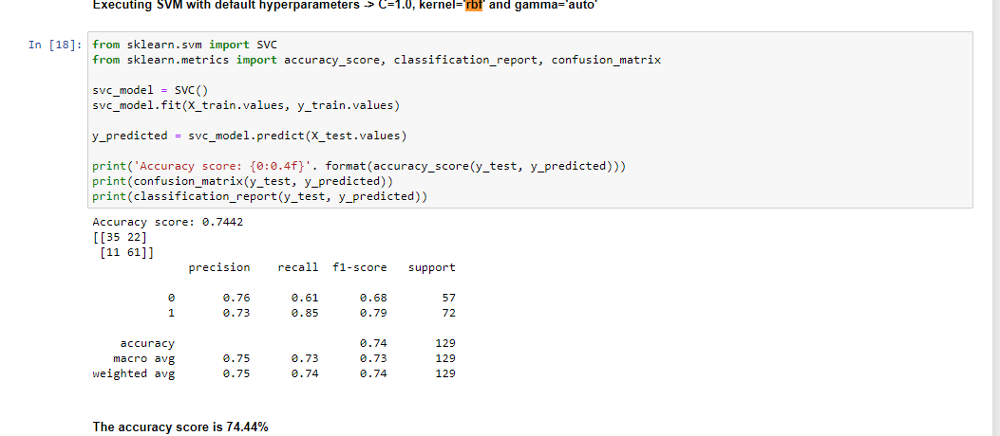 Executing SVM with default hyperparameters -> C=1.0, kernel='rbf' and gamma='auto'
In [18]: from sklearn.svm import SVC
from sklearn.metrics import accuracy_score, classification_report, confusion_matrix
svc_model = SVC()
svc_model.fit(X_train.values, y_train.values)
y_predicted = svc_model.predict(X_test.values)
print('Accuracy score: {0:0.4f}'. format(accuracy_score(y_test, y_predicted)))
print(confusion_matrix(y_test, y_predicted))
print(classification_report(y_test, y_predicted))
Accuracy score: 0.7442
[[35 22]
[11 61]]
precision recall f1-score support
0 0.76 0.61 0.68 57
1 0.73 0.85 0.79 72
accuracy 0.74 129
macro avg 0.75 0.73 0.73 129
weighted avg 0.75 0.74 0.74 129
The accuracy score is 74.44%